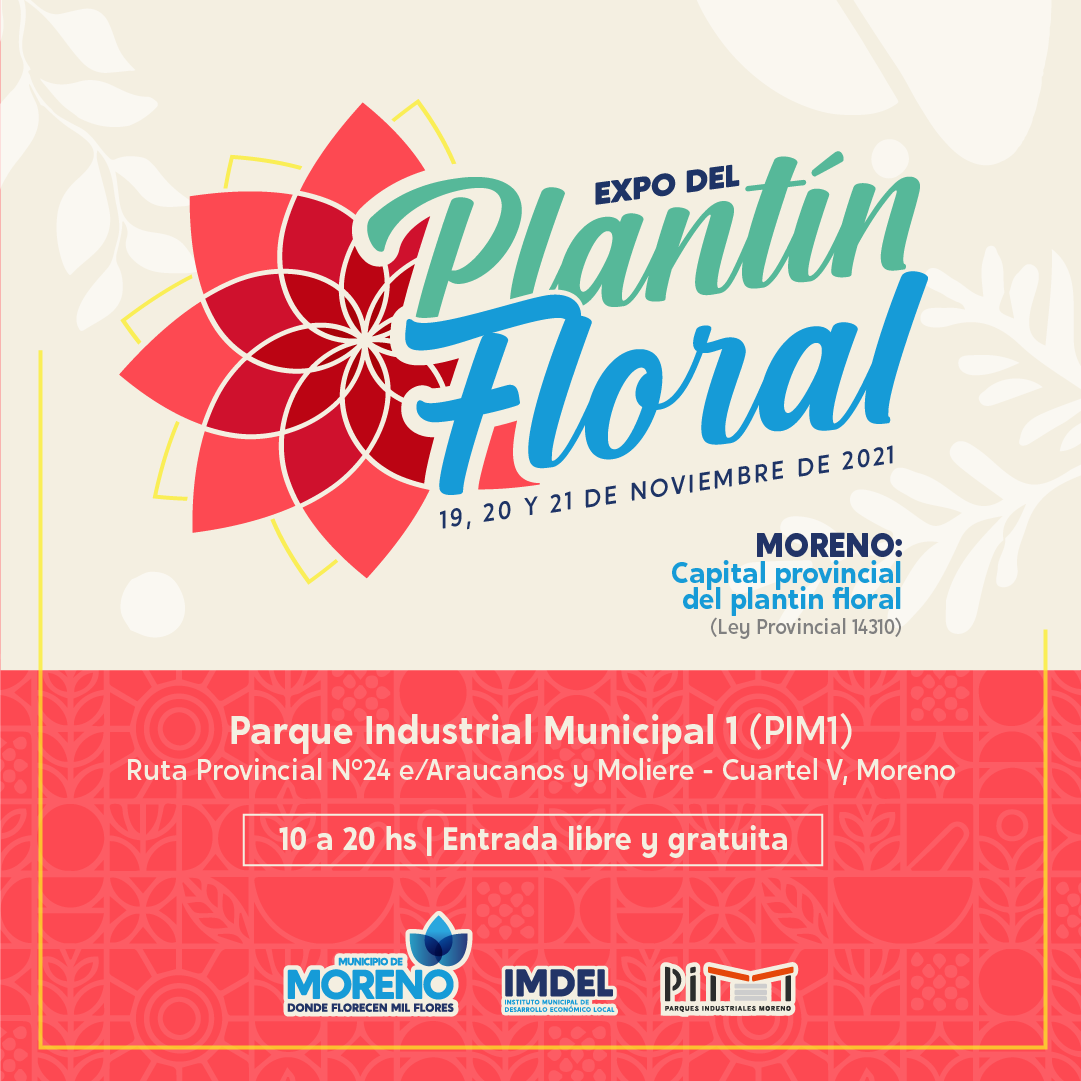 EXPO DEL
Plantín
Floral
19, 20 Y 21 DE NOVIEMBRE DE 2021
MORENO:
Capital provincial
del plantin floral
(Ley Provincial 14310)
Parque Industrial Municipal 1 (PIM1)
Ruta Provincial N°24 e/Araucanos y Moliere - Cuartel V, Moreno
10 a 20 hs | Entrada libre y gratuita
MUNICIPIO DE
MORENO
DONDE FLORECEN MIL FLORES
IMDEL
INSTITUTO MUNICIPAL DE
DESARROLLO ECONÓMICO LOCAL
PiM
PARQUES INDUSTRIALES MORENO